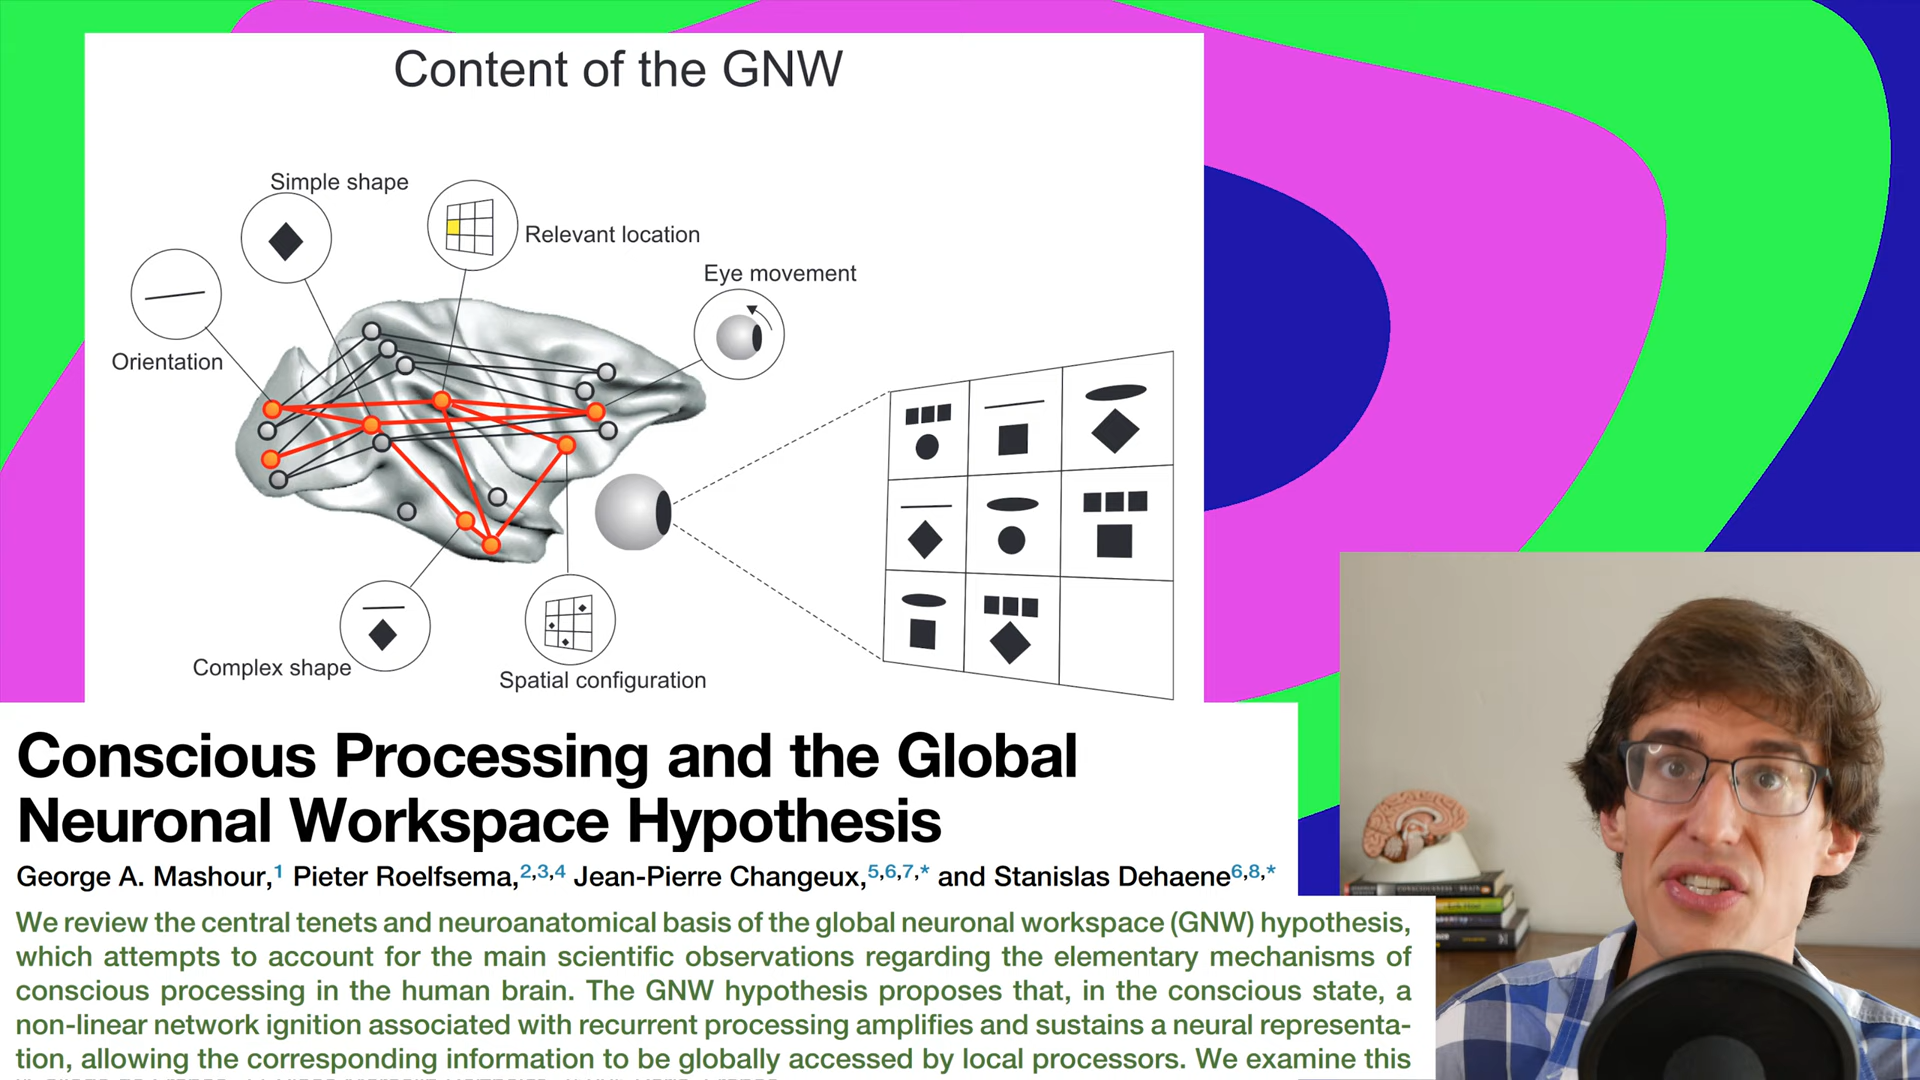 Content of the GNW
Simple shape
Relevant location
Eye movement
Orientation
Complex shape
Spatial configuration
Conscious Processing and the Global
Neuronal Workspace Hypothesis
George A. Mashour,1 Pieter Roelfsema,2,3,4 Jean-Pierre Changeux,5,6,7,* and Stanislas Dehaene6,8,*
We review the central tenets and neuroanatomical basis of the global neuronal workspace (GNW) hypothesis,
which attempts to account for the main scientific observations regarding the elementary mechanisms of
conscious processing in the human brain. The GNW hypothesis proposes that, in the conscious state, a
non-linear network ignition associated with recurrent processing amplifies and sustains a neural representa-
tion, allowing the corresponding information to be globally accessed by local processors. We examine this